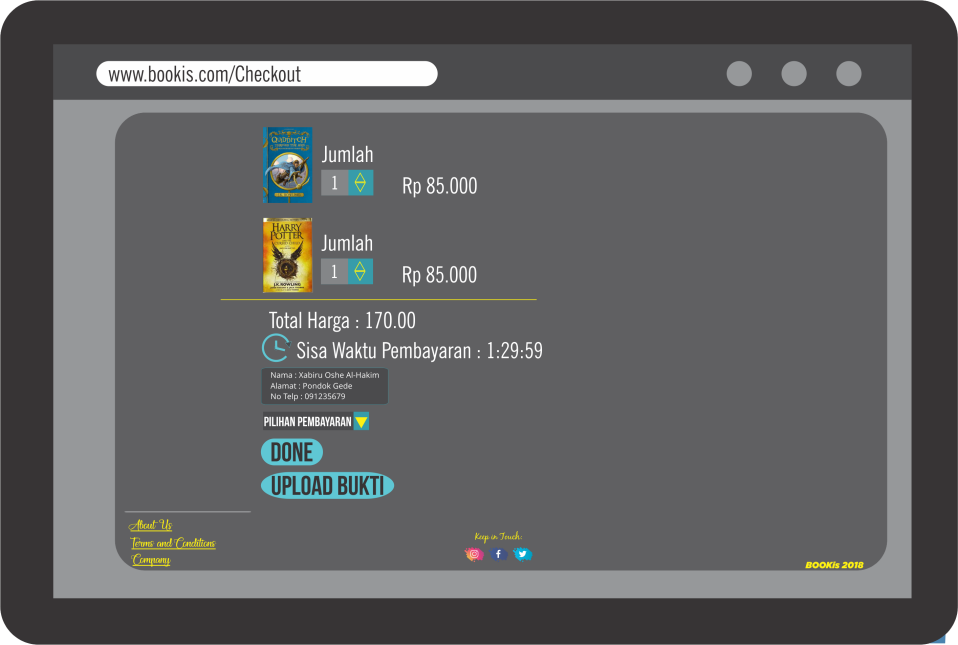 www.bookis.com/Checkout
QUIDDITCH
Jumlah
1
Rp 85.000
HARRY
POTTER
J.K.ROWLING
Jumlah
1
Rp 85.000
Total Harga : 170.00
Sisa Waktu Pembayaran : 1:29:59
Nama : Xabiru Oshe Al-Hakim
Alamat : Pondok Gede
No Telp : 091235679
PILIHAN PEMBAYARAN
DONE
UPLOAD BUKTI
About Us
Terms and Conditions
Company
Keep in Touch:
BOOKis 2018